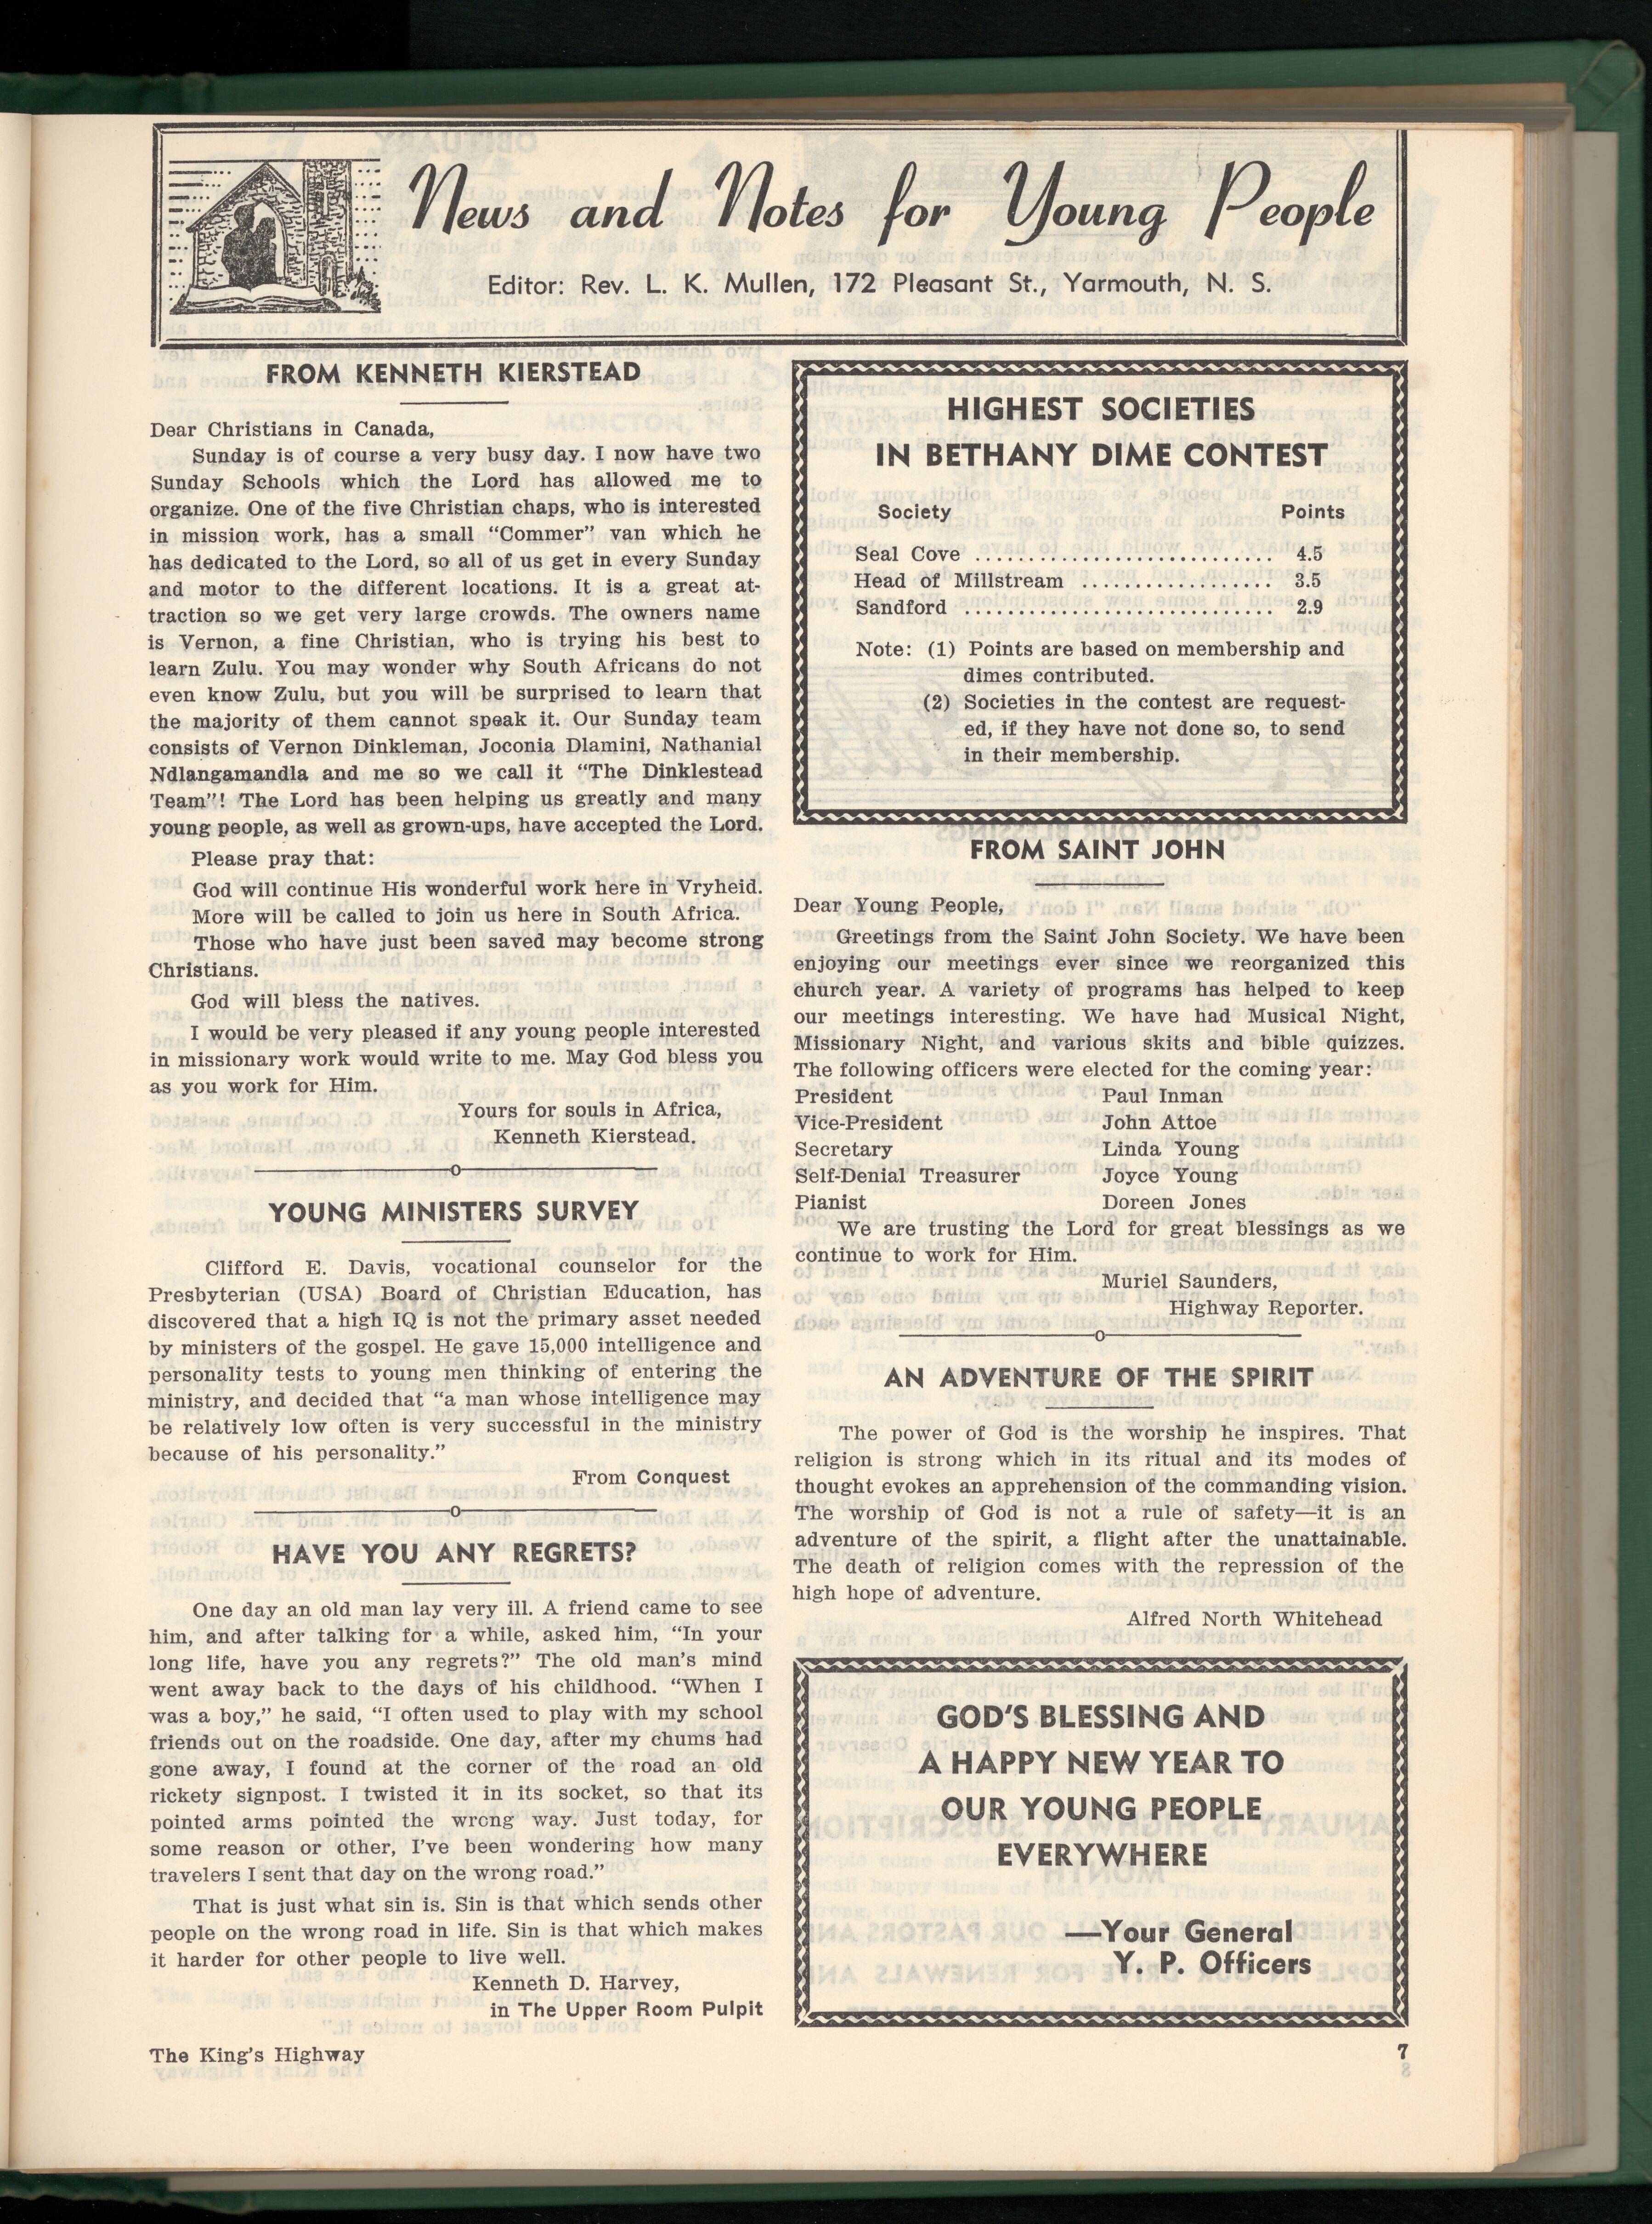 News and Notes for Young People
Editor: Rev. L. K. Mullen, 172 Pleasant St., Yarmouth, N. S.
FROM KENNETH KIERSTEAD
Dear Christians in Canada,
Sunday is of course a very busy day. I now have two
Sunday Schools which the Lord has allowed me to
organize. One of the five Christian chaps, who is interested
in mission work, has a small “Commer” van which he
has dedicated to the Lord, so all of us get in every Sunday
and motor to the different locations. It is a great at-
traction so we get very large crowds. The owners name
is Vernon, a fine Christian, who is trying his best to
learn Zulu. You may wonder why South Africans do not
even know Zulu, but you will be surprised to learn that
the majority of them cannot speak it. Our Sunday team
consists of Vernon Dinkleman, Joconia Dlamini, Nathanial
Ndlangamandla and me so we call it “The Dinklestead
Team”! The Lord has been helping us greatly and many
young people, as well as grown-ups, have accepted the Lord.
Please pray that:
God will continue His wonderful work here in Vryheid.
More will be called to join us here in South Africa.
Those who have just been saved may become strong
Christians.
God will bless the natives.
I would be very pleased if any young people interested
in missionary work would write to me. May God bless you
as you work for Him.
Yours for souls in Africa,
Kenneth Kierstead.
YOUNG MINISTERS SURVEY
Clifford E. Davis, vocational counselor for the
Presbyterian (USA) Board of Christian Education, has
discovered that a high IQ is not the primary asset needed
by ministers of the gospel. He gave 15,000 intelligence and
personality tests to young men thinking of entering the
ministry, and decided that “a man whose intelligence may
be relatively low often is very successful in the ministry
because of his personality.”
From Conquest
HAVE YOU ANY REGRETS?
One day an old man lay very ill. A friend came to see
him, and after talking for a while, asked him, “In your
long life, have you any regrets?” The old man’s mind
went away back to the days of his childhood. “When I
was a boy,” he said, “I often used to play with my school
friends out on the roadside. One day, after my chums had
gone away, I found at the corner of the road an old
rickety signpost. I twisted it in its socket, so that its
pointed arms pointed the wrong way. Just today, for
some reason or other, I’ve been wondering how many
travelers I sent that day on the wrong road.”
That is just what sin is. Sin is that which sends other
people on the wrong road in life. Sin is that which makes
it harder for other people to live well.
Kenneth D. Harvey,
in The Upper Room Pulpit
HIGHEST SOCIETIES
IN BETHANY DIME CONTEST
Society Points
Seal Cove ............................ 4.5
Head of Millstream .................. 3.5
Sandford ............................. 2.9
Note: (1) Points are based on membership and
dimes contributed.
(2) Societies in the contest are request-
ed, if they have not done so, to send
in their membership.
FROM SAINT JOHN
Dear Young People,
Greetings from the Saint John Society. We have been
enjoying our meetings ever since we reorganized this
church year. A variety of programs has helped to keep
our meetings interesting. We have had Musical Night,
Missionary Night, and various skits and bible quizzes.
The following officers were elected for the coming year:
President Paul Inman
Vice-President John Attoe
Secretary Linda Young
Self-Denial Treasurer Joyce Young
Pianist Doreen Jones
We are trusting the Lord for great blessings as we
continue to work for Him.
Muriel Saunders,
Highway Reporter.
AN ADVENTURE OF THE SPIRIT
The power of God is the worship he inspires. That
religion is strong which in its ritual and its modes of
thought evokes an apprehension of the commanding vision.
The worship of God is not a rule of safety—it is an
adventure of the spirit, a flight after the unattainable.
The death of religion comes with the repression of the
high hope of adventure.
Alfred North Whitehead
GOD’S BLESSING AND
A HAPPY NEW YEAR TO
OUR YOUNG PEOPLE
EVERYWHERE
—Your General
Y. P. Officers
The King’s Highway 7